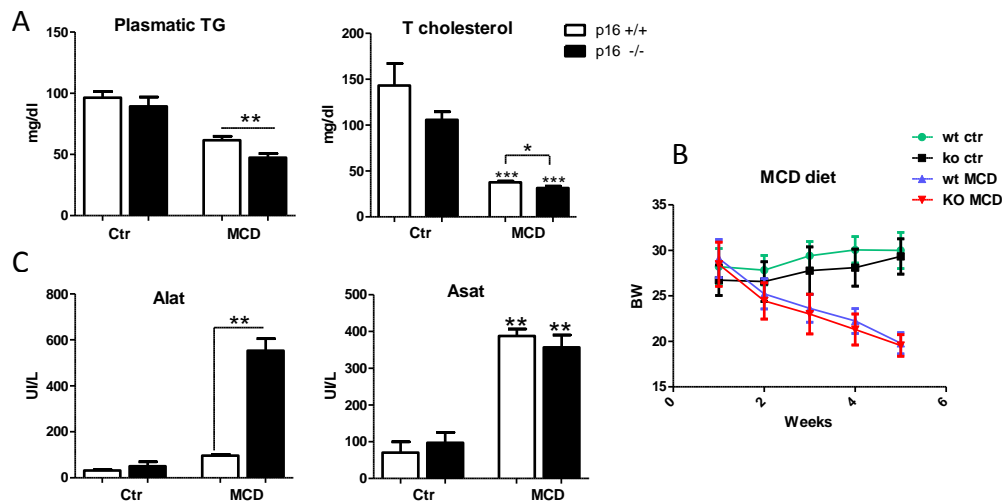 A
Plasmatic TG
mg/dl
150
100
50
0
**
Ctr
MCD
T cholesterol
mg/dl
200
150
100
50
0
*
***
***
Ctr
MCD
p16 +/+
p16 -/-
B
MCD diet
wt ctr
ko ctr
wt MCD
KO MCD
BW
35
30
25
20
15
0
2
4
6
Weeks
C
Alat
UI/L
800
600
400
200
0
**
Ctr
MCD
Asat
UI/L
500
400
300
200
100
0
**
**
Ctr
MCD